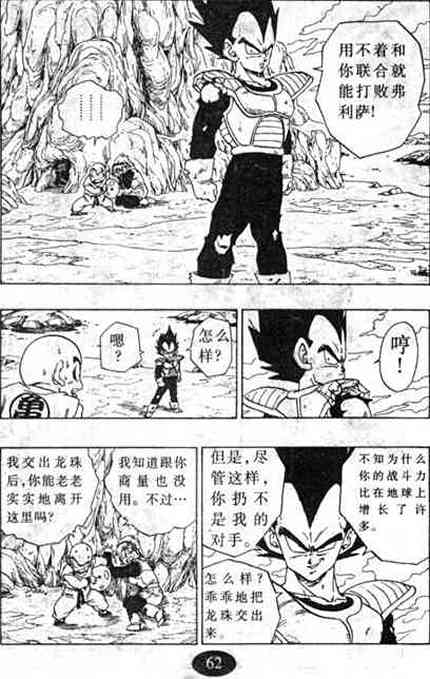 用不着和
你联合就
能打败弗
利萨!
……
……
哼!
怎么
样?
嗯
?
不知为什么
你的战斗力
比在地球上
增长了许
多。
但是,尽
管这样,
你扔不
是我的
对手。
怎么样?
乖乖地把
龙珠交出
来。
我知道跟你
商量也没
用。不过…
我交出龙珠
后,你能老老
实实地离开
这里吗?
62